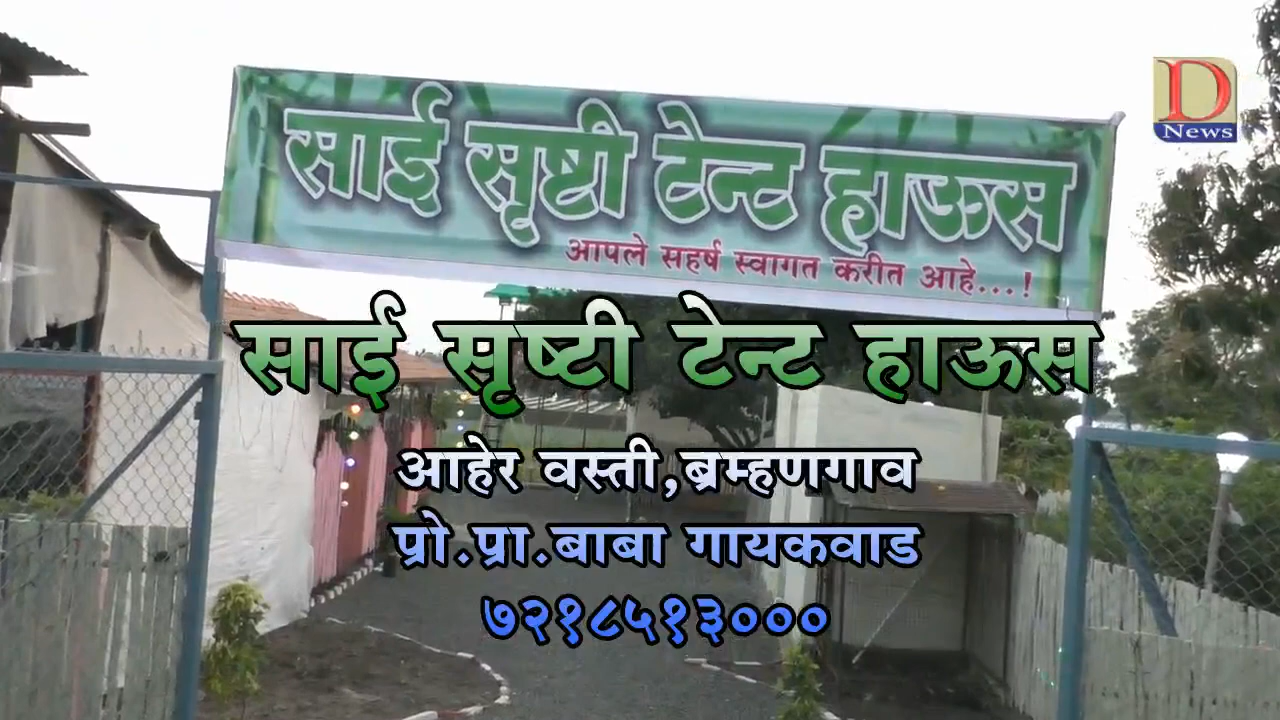 D
News
साई सृष्टी टेन्ट हाऊस
आपले सहर्ष स्वागत करीत आहे...!
साई सृष्टी टेन्ट हाऊस
आहेर वस्ती,ब्रम्हणगाव
प्रो.प्रा.बाबा गायकवाड
७२१८५१३०००